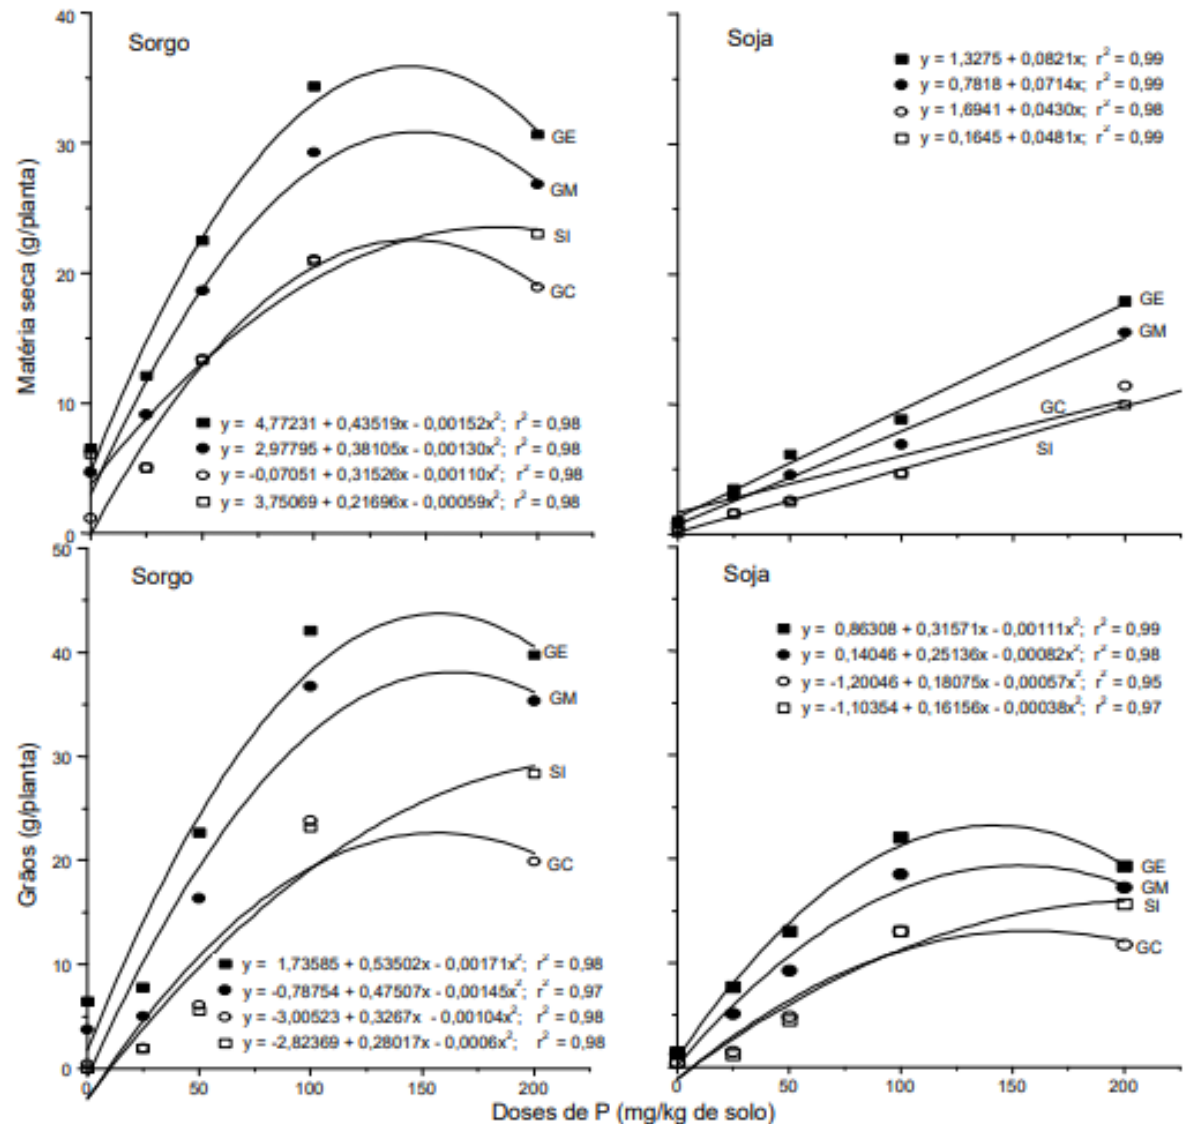 Sorgo
40
30
20
10
0
Matéria seca (g/planta)
GE
GM
SI
GC
■ y = 4,77231 + 0,43519x - 0,00152x²; r² = 0,98
● y = 2,97795 + 0,38105x - 0,00130x²; r² = 0,98
○ y = -0,07051 + 0,31526x - 0,00110x²; r² = 0,98
□ y = 3,75069 + 0,21696x - 0,00059x²; r² = 0,98
Soja
■ y = 1,3275 + 0,0821x; r² = 0,99
● y = 0,7818 + 0,0714x; r² = 0,99
○ y = 1,6941 + 0,0430x; r² = 0,98
□ y = 0,1645 + 0,0481x; r² = 0,99
GE
GM
GC
SI
Sorgo
50
40
30
20
10
0
Grãos (g/planta)
GE
GM
SI
GC
■ y = 1,73585 + 0,53502x - 0,00171x²; r² = 0,98
● y = -0,78754 + 0,47507x - 0,00145x²; r² = 0,97
○ y = -3,00523 + 0,3267x - 0,00104x²; r² = 0,98
□ y = -2,82369 + 0,28017x - 0,0006x²; r² = 0,98
0 50 100 150 200
Soja
■ y = 0,86308 + 0,31571x - 0,00111x²; r² = 0,99
● y = 0,14046 + 0,25136x - 0,00082x²; r² = 0,98
○ y = -1,20046 + 0,18075x - 0,00057x²; r² = 0,95
□ y = -1,10354 + 0,16156x - 0,00038x²; r² = 0,97
GE
GM
SI
GC
0 50 100 150 200
Doses de P (mg/kg de solo)